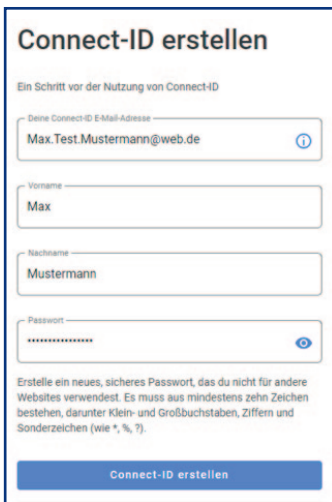 Connect-ID erstellen
Ein Schritt vor der Nutzung von Connect-ID
Deine Connect-ID E-Mail-Adresse
Max.Test.Mustermann@web.de
Vorname
Max
Nachname
Mustermann
Passwort
••••••••••••••••
Erstelle ein neues, sicheres Passwort, das du nicht für andere
Websites verwendest. Es muss aus mindestens zehn Zeichen
bestehen, darunter Klein- und Großbuchstaben, Ziffern und
Sonderzeichen (wie *, %, ?).
Connect-ID erstellen